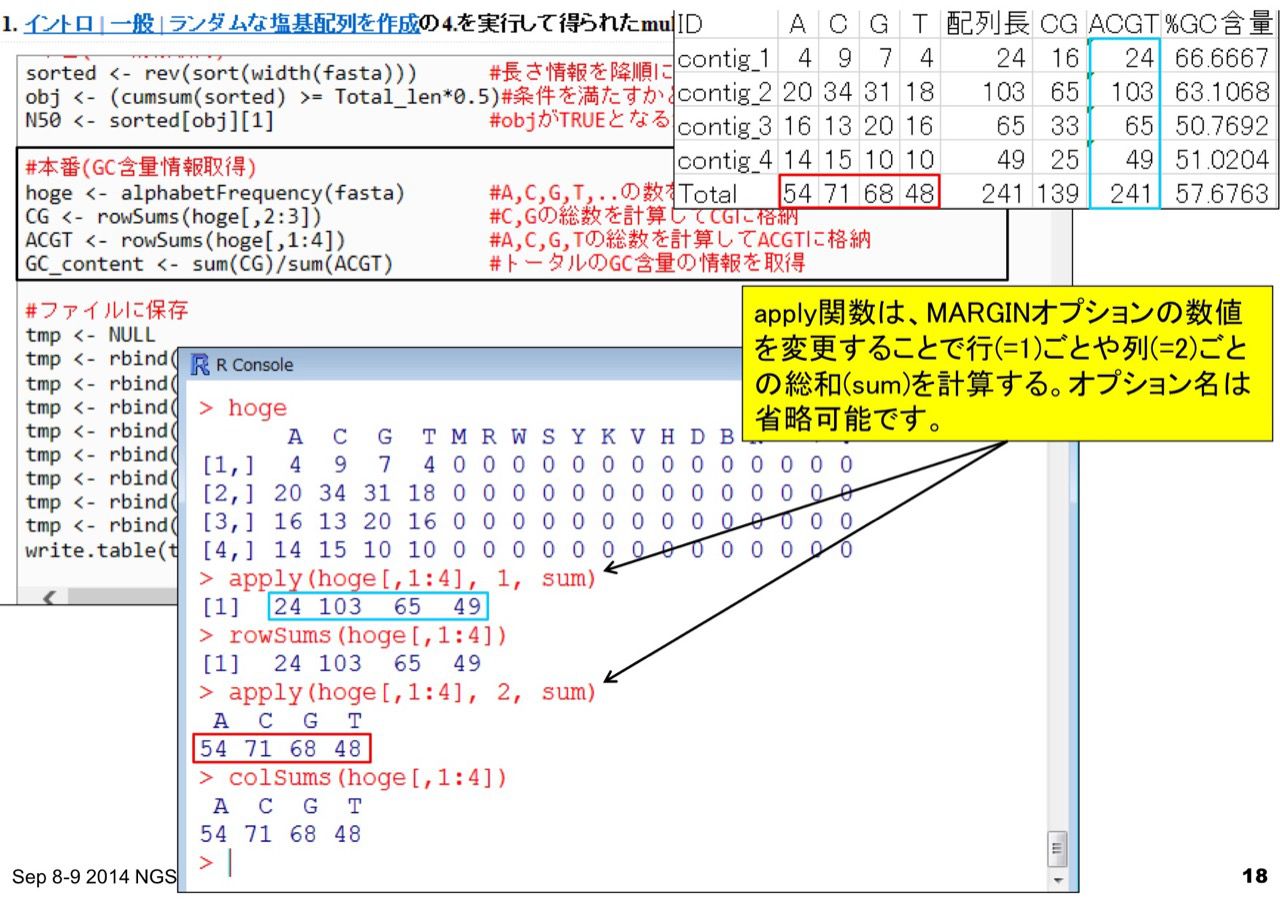 1. イントロ | 一般 | ランダムな塩基配列を作成の4.を実行して得られたmul
ID A C G T 配列長 CG ACGT %GC含量
contig_1 4 9 7 4 24 16 24 66.6667
contig_2 20 34 31 18 103 65 103 63.1068
contig_3 16 13 20 16 65 33 65 50.7692
contig_4 14 15 10 10 49 25 49 51.0204
Total 54 71 68 48 241 139 241 57.6763
sorted <- rev(sort(width(fasta))) #長さ情報を降順に
obj <- (cumsum(sorted) >= Total_len*0.5)#条件を満たすか
N50 <- sorted[obj][1] #objがTRUEとなる
#本番(GC含量情報取得)
hoge <- alphabetFrequency(fasta) #A,C,G,T,..の数を
CG <- rowSums(hoge[,2:3]) #C,Gの総数を計算してCGに格納
ACGT <- rowSums(hoge[,1:4]) #A,C,G,Tの総数を計算してACGTに格納
GC_content <- sum(CG)/sum(ACGT) #トータルのGC含量の情報を取得
#ファイルに保存
tmp <- NULL
tmp <- rbind(
tmp <- rbind(
tmp <- rbind(
tmp <- rbind(
tmp <- rbind(
tmp <- rbind(
tmp <- rbind(
tmp <- rbind(
write.table(t
apply関数は、MARGINオプションの数値
を変更することで行(=1)ごとや列(=2)ごと
の総和(sum)を計算する。オプション名は
省略可能です。
R Console
> hoge
A C G T M R W S Y K V H D B
[1,] 4 9 7 4 0 0 0 0 0 0 0 0 0 0 0 0 0 0
[2,] 20 34 31 18 0 0 0 0 0 0 0 0 0 0 0 0 0 0
[3,] 16 13 20 16 0 0 0 0 0 0 0 0 0 0 0 0 0 0
[4,] 14 15 10 10 0 0 0 0 0 0 0 0 0 0 0 0 0 0
> apply(hoge[,1:4], 1, sum)
[1] 24 103 65 49
> rowSums(hoge[,1:4])
[1] 24 103 65 49
> apply(hoge[,1:4], 2, sum)
A C G T
54 71 68 48
> colSums(hoge[,1:4])
A C G T
54 71 68 48
>
Sep 8-9 2014 NGS
18